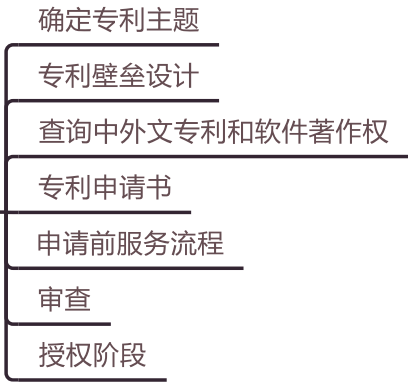 确定专利主题
专利壁垒设计
查询中外文专利和软件著作权
专利申请书
申请前服务流程
审查
授权阶段